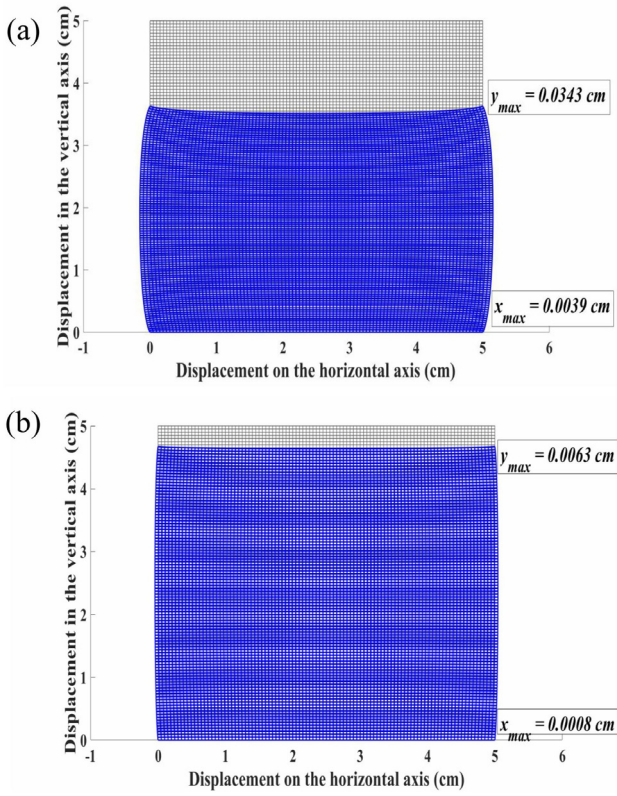 (a)
Displacement in the vertical axis (cm)
5
4
3
2
1
0
y_max = 0.0343 cm
x_max = 0.0039 cm
-1 0 1 2 3 4 5 6
Displacement on the horizontal axis (cm)
(b)
Displacement in the vertical axis (cm)
5
4
3
2
1
0
y_max = 0.0063 cm
x_max = 0.0008 cm
-1 0 1 2 3 4 5 6
Displacement on the horizontal axis (cm)